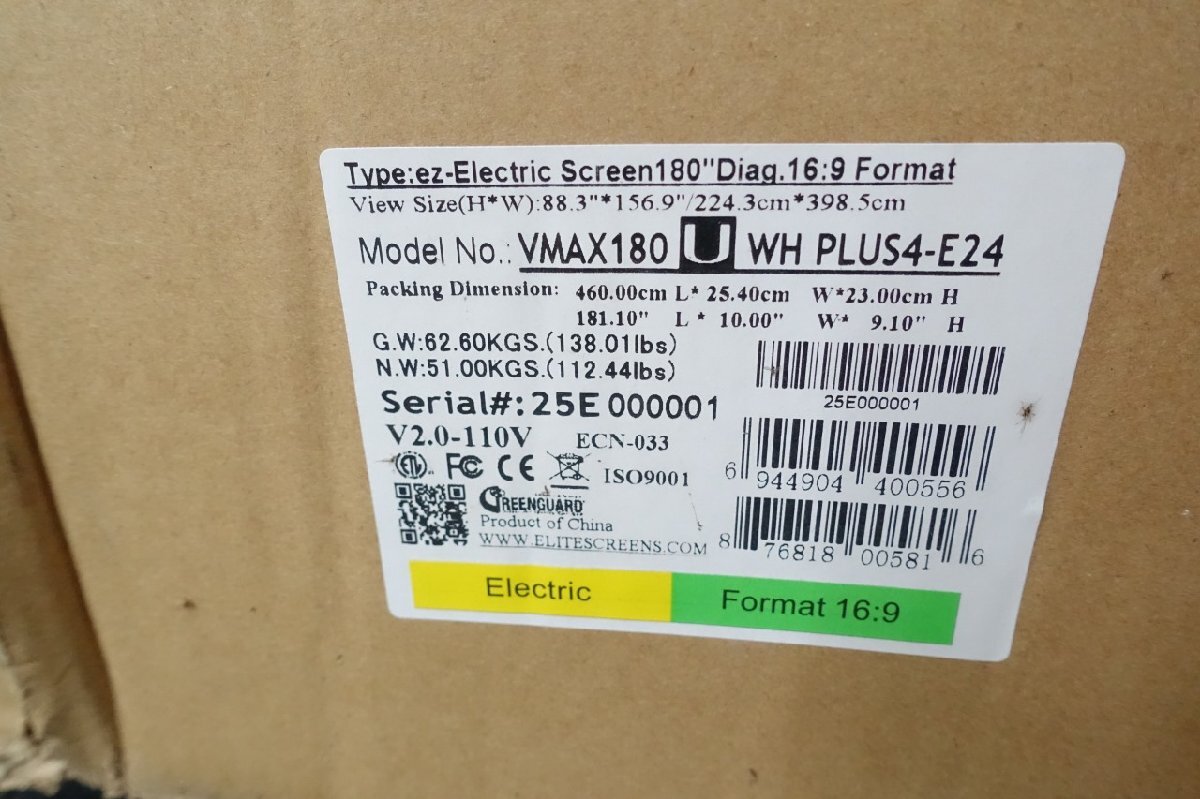 Type:ez-Electric Screen180"Diag.16:9 Format
View Size(H*W):88.3"*156.9"/224.3cm*398.5cm
Model No.: VMAX180 U WH PLUS4-E24
Packing Dimension: 460.00cm L* 25.40cm W*23.00cm H
181.10" L * 10.00" W* 9.10" H
G.W:62.60KGS.(138.01lbs)
N.W:51.00KGS.(112.44lbs)
25E000001
Serial#: 25E 000001
V2.0-110V ECN-033
6 944904 400556
FC CE ISO9001
GREENGUARD
Product of China
WWW.ELITESCREENS.COM
8 76818 00581 6
Electric Format 16:9